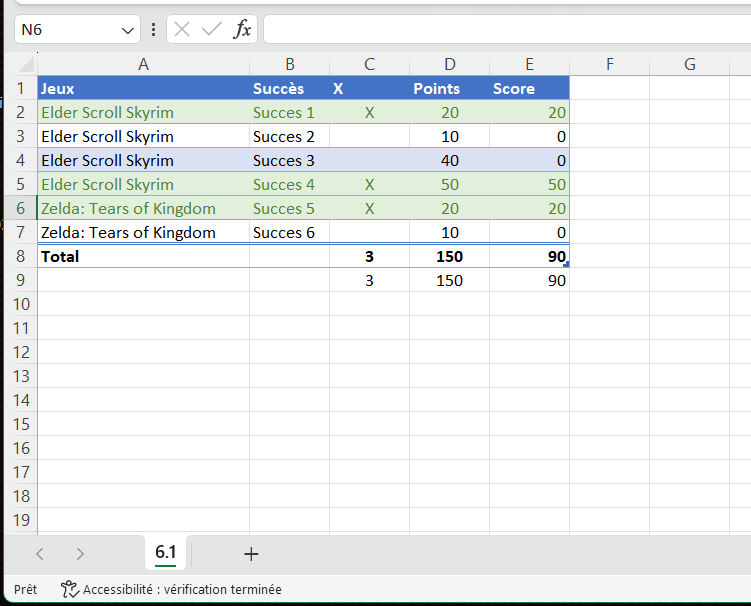 N6 fx
A B C D E F G
1 Jeux Succès X Points Score
2 Elder Scroll Skyrim Succes 1 X 20 20
3 Elder Scroll Skyrim Succes 2 10 0
4 Elder Scroll Skyrim Succes 3 40 0
5 Elder Scroll Skyrim Succes 4 X 50 50
6 Zelda: Tears of Kingdom Succes 5 X 20 20
7 Zelda: Tears of Kingdom Succes 6 10 0
8 Total 3 150 90
9 3 150 90
10
11
12
13
14
15
16
17
18
19
6.1 +
Prêt Accessibilité : vérification terminée